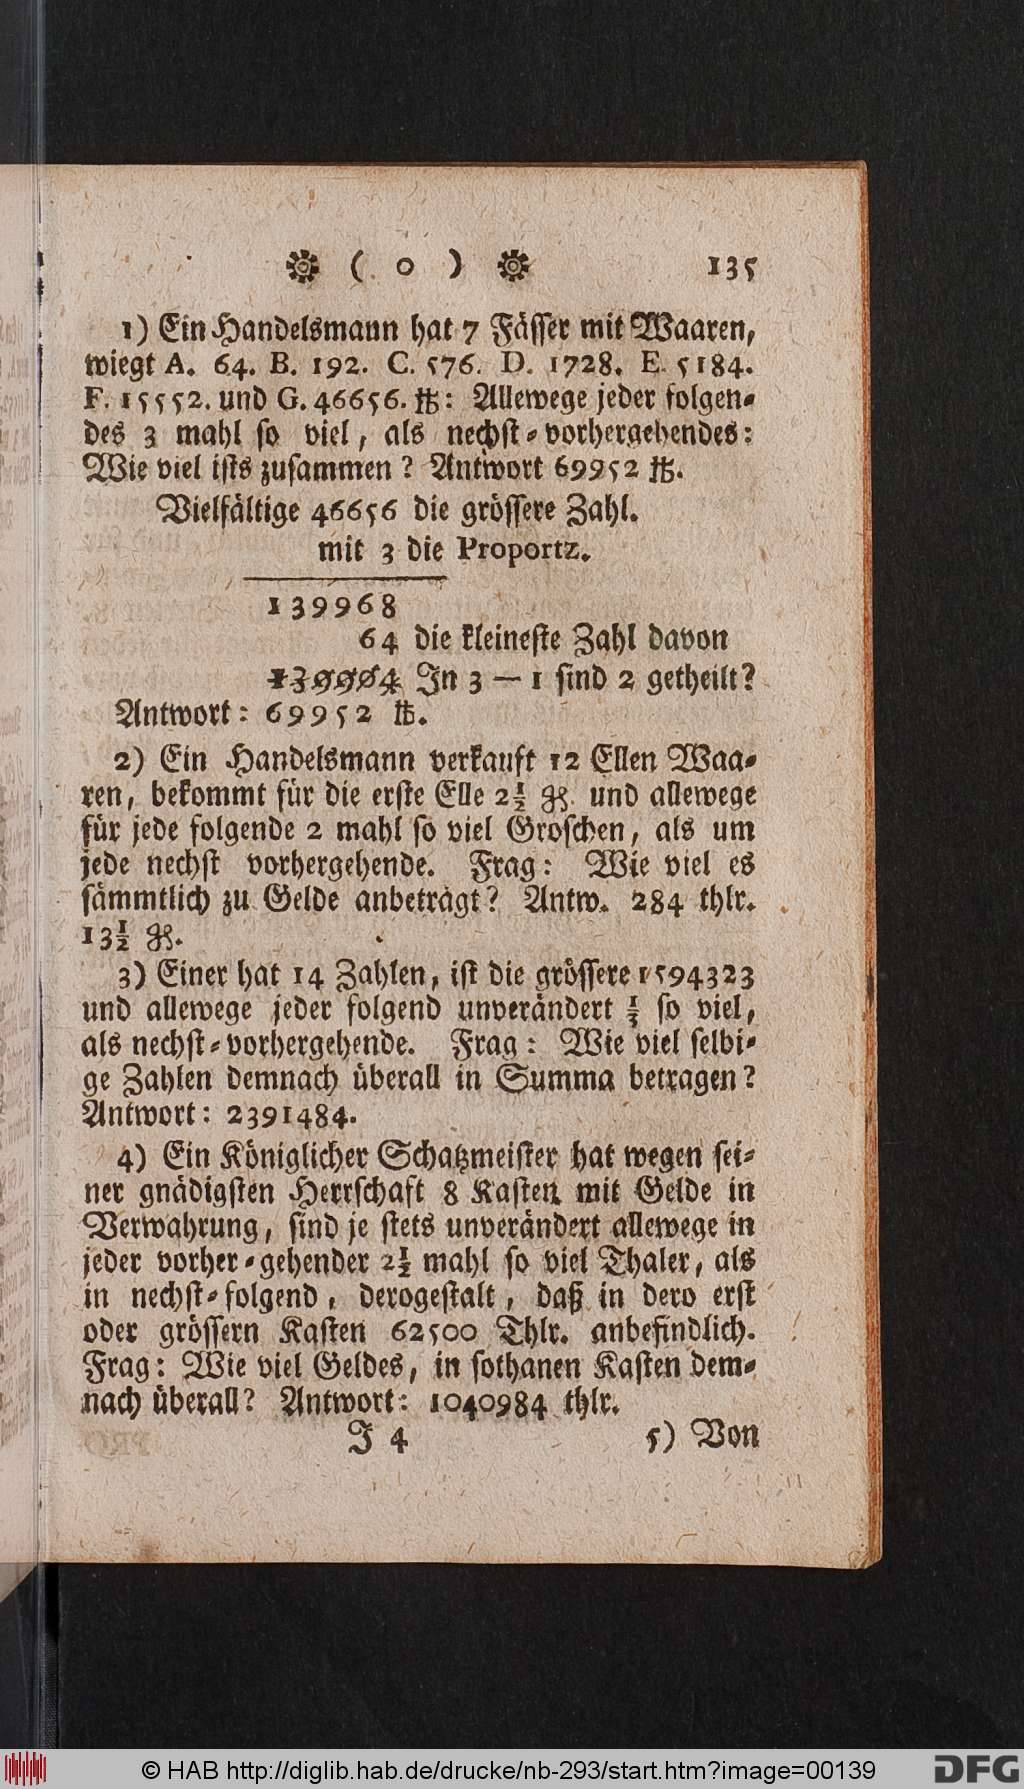 ( o ) 135
1) Ein Handelsmann hat 7 Fässer mit Waaren,
wiegt A. 64. B. 192. C. 576. D. 1728. E. 5184.
F. 15552. und G. 46656. ℔: Allewege jeder folgen-
des 3 mahl so viel, als nechst-vorhergehendes:
Wie viel ists zusammen? Antwort 69952 ℔.
Vielfältige 46656 die grössere Zahl.
mit 3 die Proportz.
139968
64 die kleineste Zahl davon
139904 In 3 — 1 sind 2 getheilt?
Antwort: 69952 ℔.
2) Ein Handelsmann verkauft 12 Ellen Waa-
ren, bekommt für die erste Elle 2½ gß. und allewege
für jede folgende 2 mahl so viel Groschen, als um
jede nechst vorhergehende. Frag: Wie viel es
sämmtlich zu Gelde anbeträgt? Antw. 284 thlr.
13½ gß.
3) Einer hat 14 Zahlen, ist die grössere 1594323
und allewege jeder folgend unverändert ⅓ so viel,
als nechst-vorhergehende. Frag: Wie viel selbi-
ge Zahlen demnach überall in Summa betragen?
Antwort: 2391484.
4) Ein Königlicher Schatzmeister hat wegen sei-
ner gnädigsten Herrschaft 8 Kasten mit Gelde in
Verwahrung, sind je stets unverändert allewege in
jeder vorher-gehender 2½ mahl so viel Thaler, als
in nechst-folgend, derogestalt, daß in dero erst
oder grössern Kasten 62500 Thlr. anbefindlich.
Frag: Wie viel Geldes, in sothanen Kasten dem-
nach überall? Antwort: 1040984 thlr.
J 4 5) Von
© HAB http://diglib.hab.de/drucke/nb-293/start.htm?image=00139 DFG